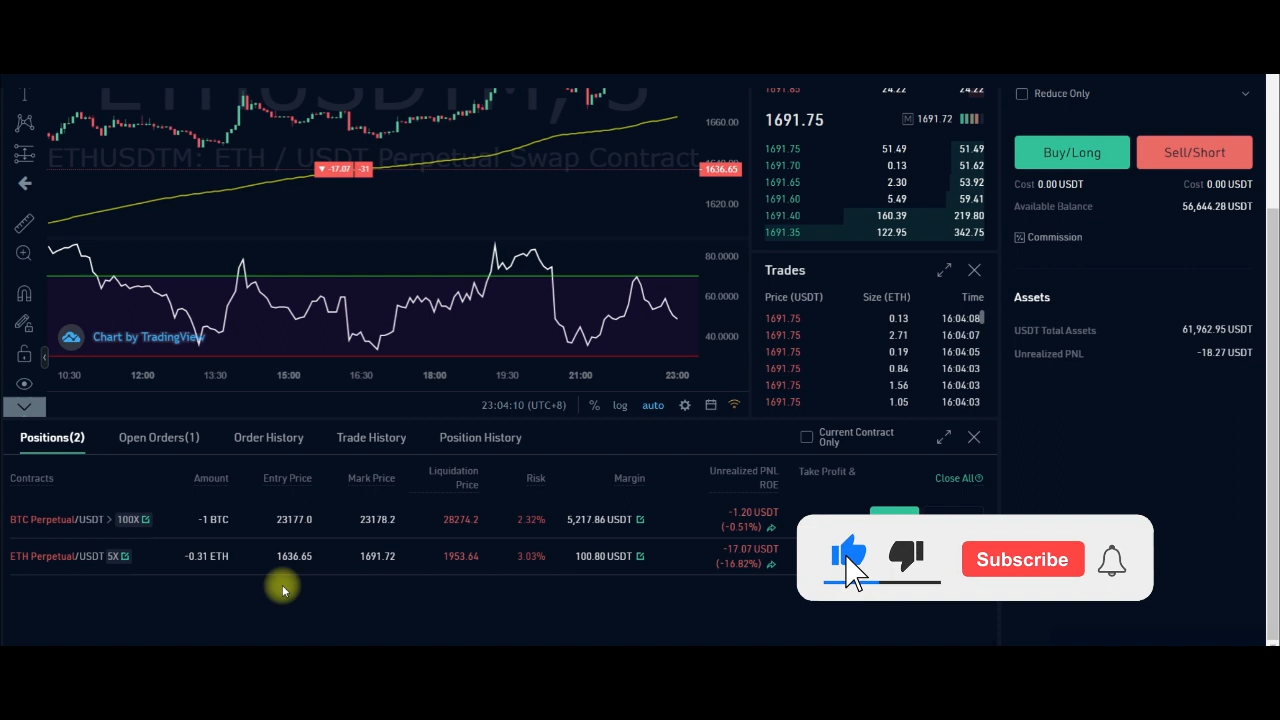 ETHUSDTM, 5
ETHUSDTM: ETH / USDT Perpetual Swap Contract
▼ -17.07 -31
1660.00
1636.65
1620.00
80.0000
60.0000
40.0000
Chart by TradingView
10:30 12:00 13:30 15:00 16:30 18:00 19:30 21:00 23:00
23:04:10 (UTC+8) % log auto
24.22 24.22
1691.75 M 1691.72
1691.75 51.49 51.49
1691.70 0.13 51.62
1691.65 2.30 53.92
1691.60 5.49 59.41
1691.40 160.39 219.80
1691.35 122.95 342.75
Trades
Price (USDT) Size (ETH) Time
1691.75 0.13 16:04:08
1691.75 2.71 16:04:07
1691.75 0.19 16:04:05
1691.75 0.84 16:04:03
1691.75 1.56 16:04:03
1691.75 1.05 16:04:03
Reduce Only
Buy/Long Sell/Short
Cost 0.00 USDT Cost 0.00 USDT
Available Balance 56,644.28 USDT
Commission
Assets
USDT Total Assets 61,962.95 USDT
Unrealized PNL -18.27 USDT
Positions(2) Open Orders(1) Order History Trade History Position History
Current Contract
Only
Contracts Amount Entry Price Mark Price Liquidation Price Risk Margin Unrealized PNL ROE Take Profit & Close All
BTC Perpetual/USDT > 100X -1 BTC 23177.0 23178.2 28274.2 2.32% 5,217.86 USDT -1.20 USDT
(-0.51%)
ETH Perpetual/USDT 5X -0.31 ETH 1636.65 1691.72 1953.64 3.03% 100.80 USDT -17.07 USDT
(-16.82%)
Subscribe